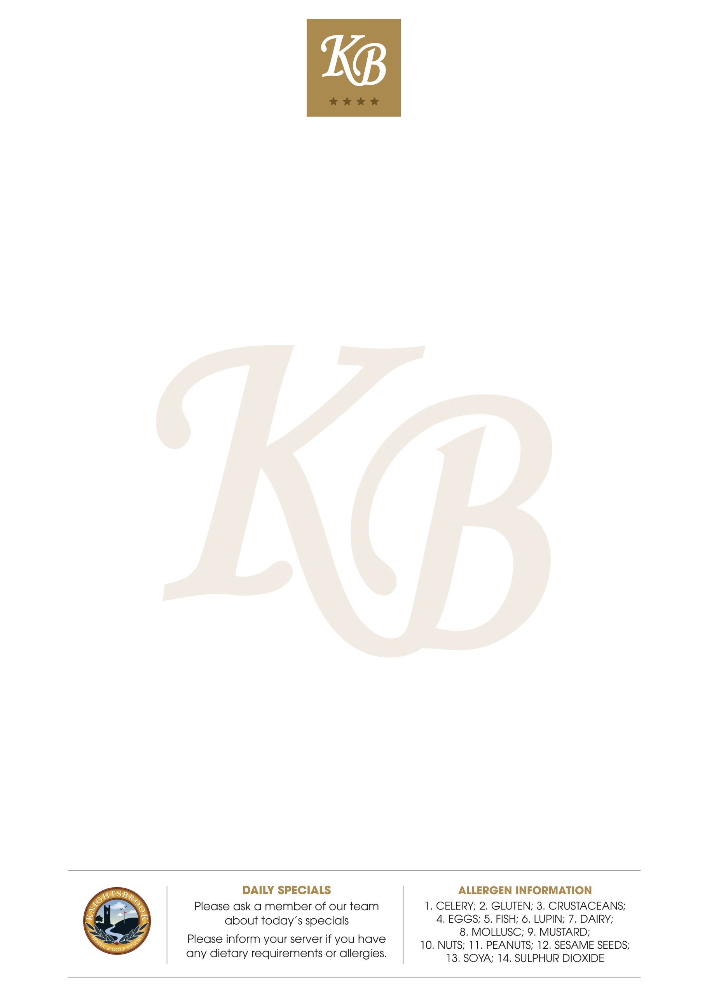 KB
KB
KNIGHTSBROOK
HOTEL & GOLF RESORT
DAILY SPECIALS
Please ask a member of our team
about today's specials
Please inform your server if you have
any dietary requirements or allergies.
ALLERGEN INFORMATION
1. CELERY; 2. GLUTEN; 3. CRUSTACEANS;
4. EGGS; 5. FISH; 6. LUPIN; 7. DAIRY;
8. MOLLUSC; 9. MUSTARD;
10. NUTS; 11. PEANUTS; 12. SESAME SEEDS;
13. SOYA; 14. SULPHUR DIOXIDE